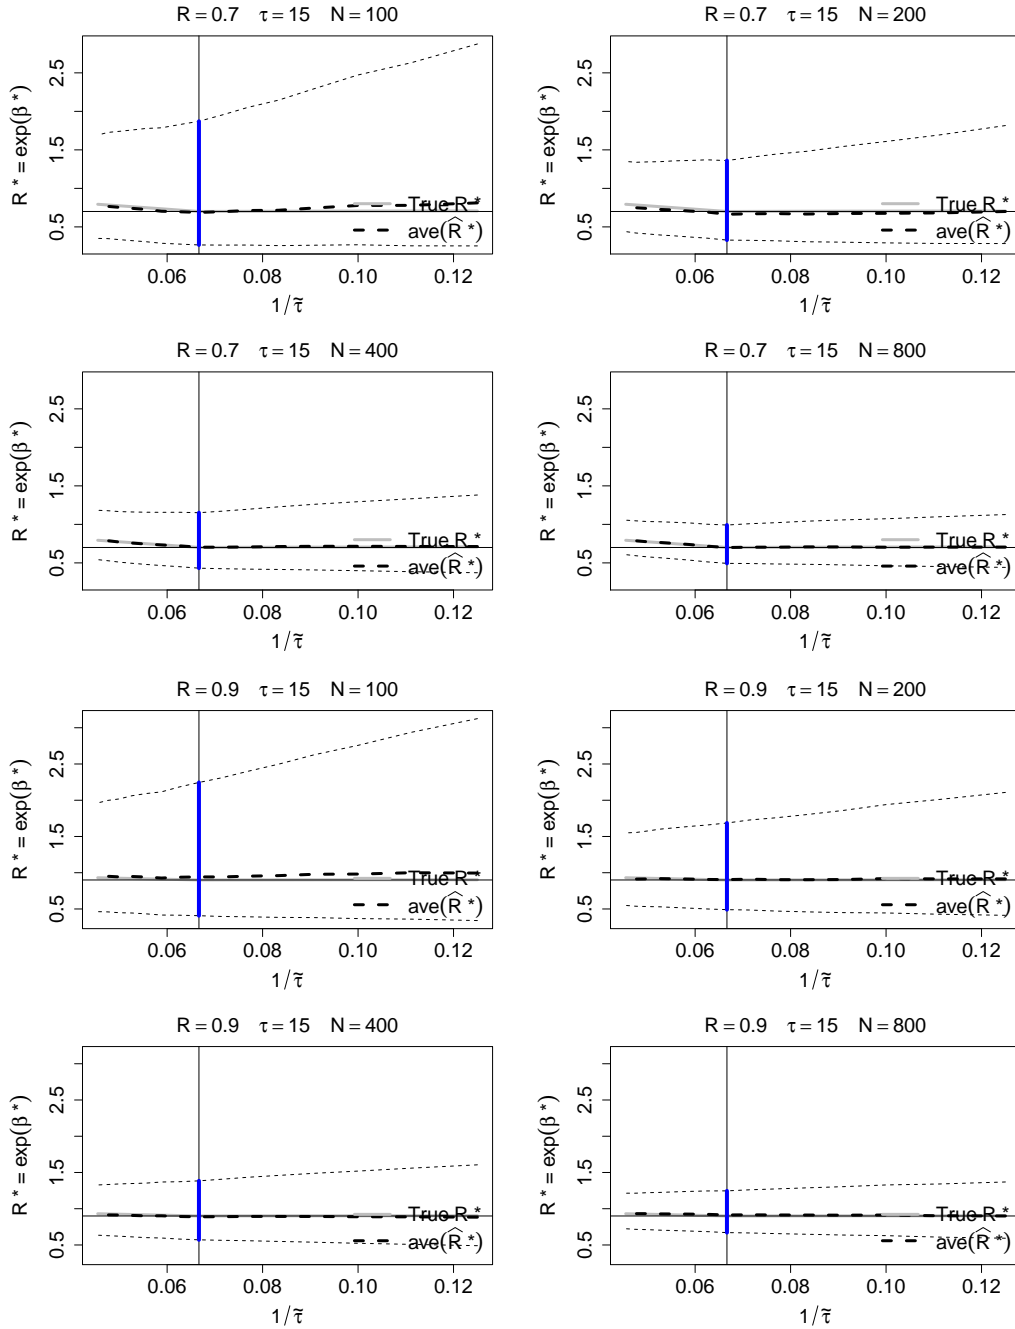 R = 0.7 τ = 15 N = 100
R * = exp(β *)
0.5 1.5 2.5
True R *
ave(R̂ *)
0.06 0.08 0.10 0.12
1/τ̃
R = 0.7 τ = 15 N = 200
R * = exp(β *)
0.5 1.5 2.5
True R *
ave(R̂ *)
0.06 0.08 0.10 0.12
1/τ̃
R = 0.7 τ = 15 N = 400
R * = exp(β *)
0.5 1.5 2.5
True R *
ave(R̂ *)
0.06 0.08 0.10 0.12
1/τ̃
R = 0.7 τ = 15 N = 800
R * = exp(β *)
0.5 1.5 2.5
True R *
ave(R̂ *)
0.06 0.08 0.10 0.12
1/τ̃
R = 0.9 τ = 15 N = 100
R * = exp(β *)
0.5 1.5 2.5
True R *
ave(R̂ *)
0.06 0.08 0.10 0.12
1/τ̃
R = 0.9 τ = 15 N = 200
R * = exp(β *)
0.5 1.5 2.5
True R *
ave(R̂ *)
0.06 0.08 0.10 0.12
1/τ̃
R = 0.9 τ = 15 N = 400
R * = exp(β *)
0.5 1.5 2.5
True R *
ave(R̂ *)
0.06 0.08 0.10 0.12
1/τ̃
R = 0.9 τ = 15 N = 800
R * = exp(β *)
0.5 1.5 2.5
True R *
ave(R̂ *)
0.06 0.08 0.10 0.12
1/τ̃